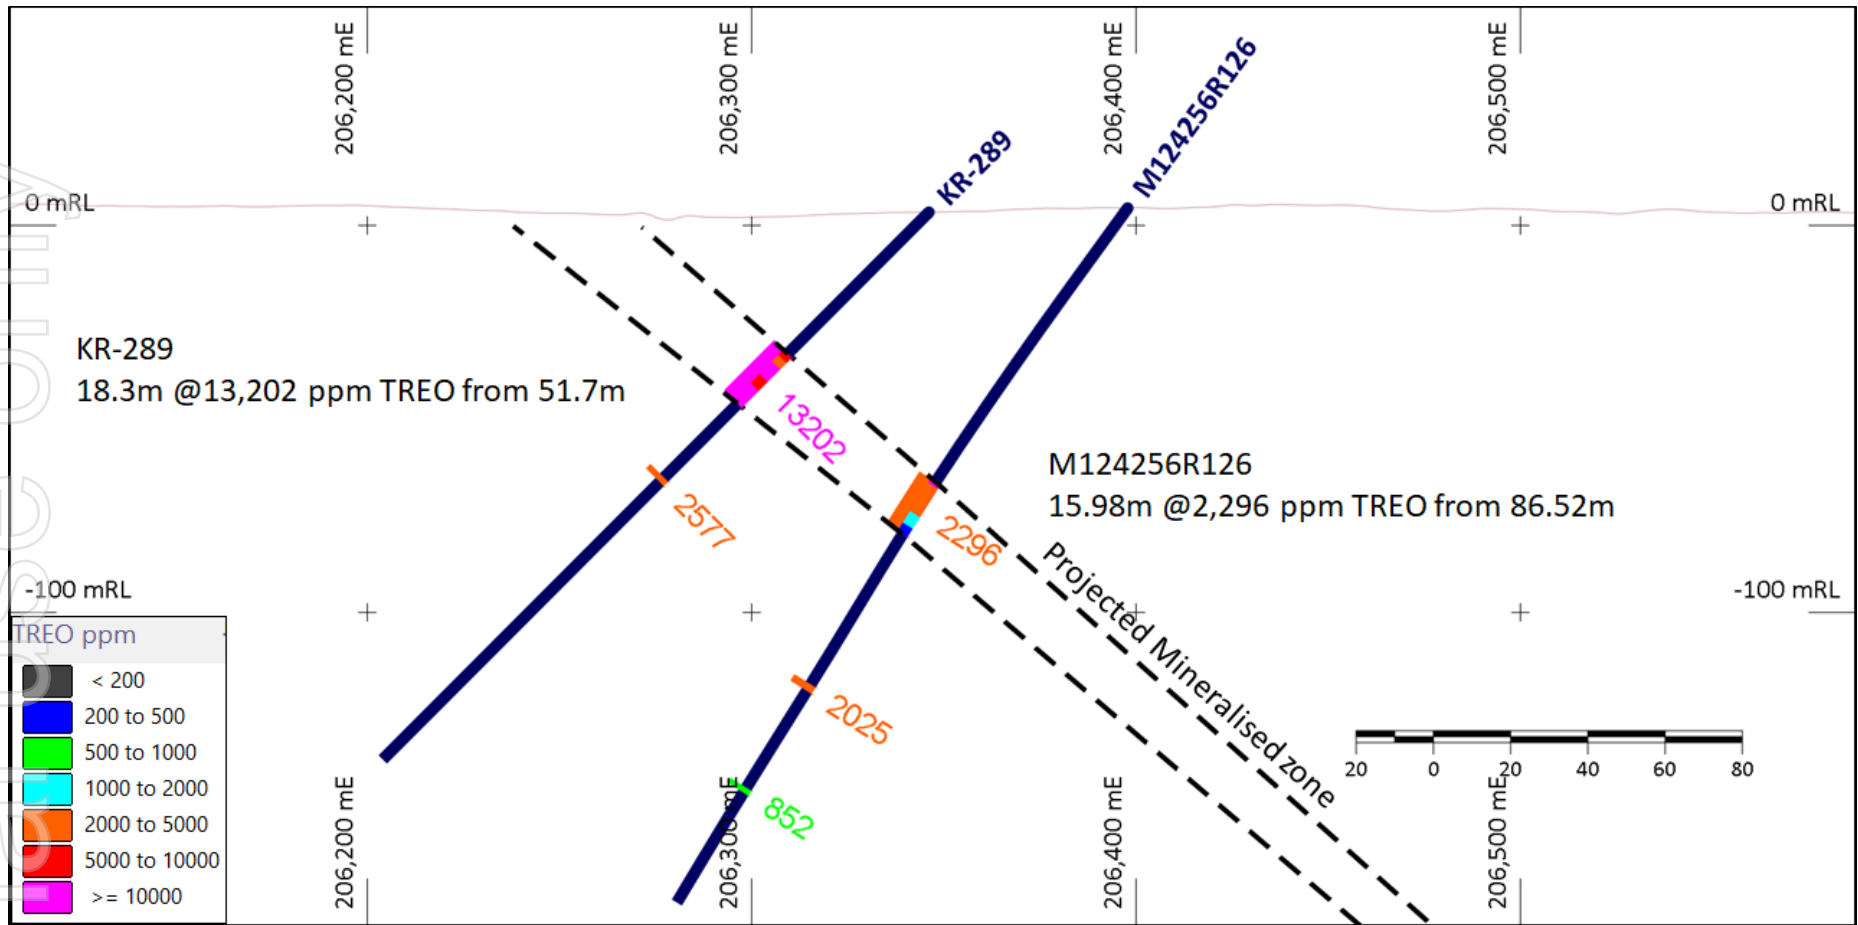 206,200 mE
206,300 mE
206,400 mE
206,500 mE
M124256R126
KR-289
0 mRL
0 mRL
KR-289
18.3m @13,202 ppm TREO from 51.7m
13202
M124256R126
15.98m @2,296 ppm TREO from 86.52m
2577
2296
Projected Mineralised zone
-100 mRL
-100 mRL
TREO ppm
< 200
200 to 500
500 to 1000
1000 to 2000
2000 to 5000
5000 to 10000
>= 10000
2025
852
20 0 20 40 60 80
206,200 mE
206,300 mE
206,400 mE
206,500 mE